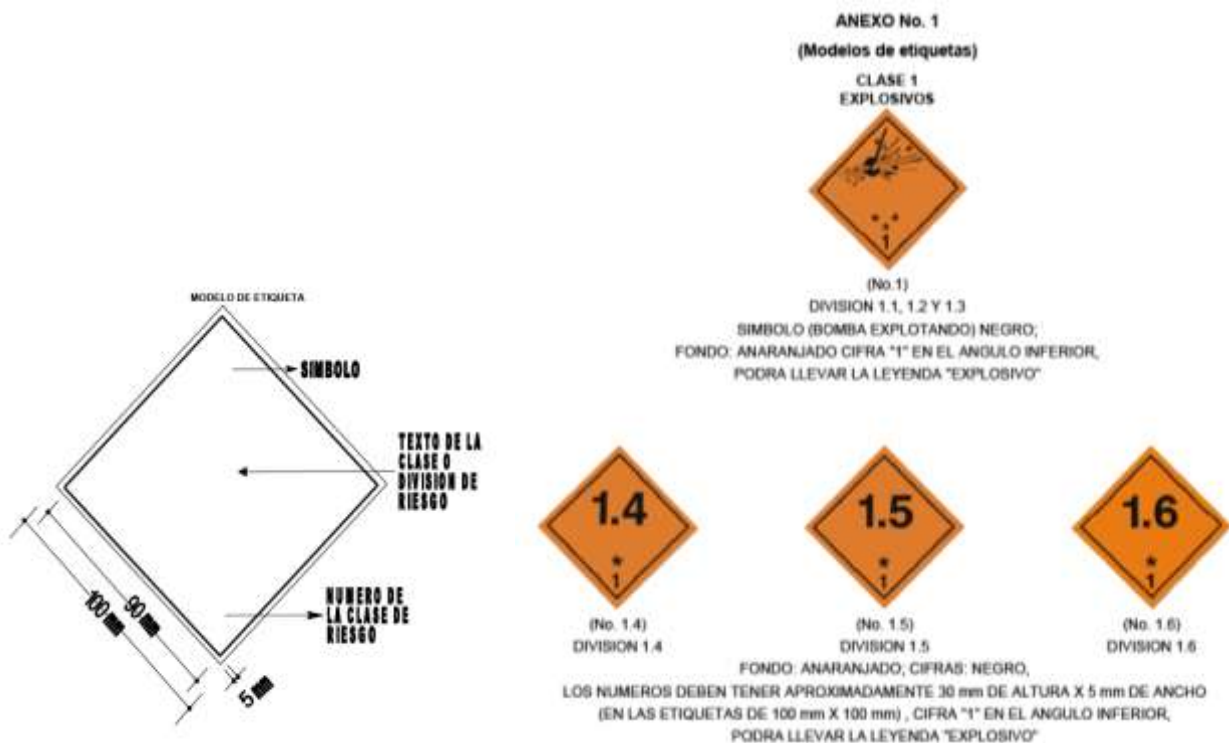 MODELO DE ETIQUETA
SIMBOLO
TEXTO DE LA
CLASE O
DIVISION DE
RIESGO
NUMERO DE
LA CLASE DE
RIESGO
100 mm
90 mm
5 mm
ANEXO No. 1
(Modelos de etiquetas)
CLASE 1
EXPLOSIVOS
* *
*
1
(No.1)
DIVISION 1.1, 1.2 Y 1.3
SIMBOLO (BOMBA EXPLOTANDO) NEGRO;
FONDO: ANARANJADO CIFRA "1" EN EL ANGULO INFERIOR,
PODRA LLEVAR LA LEYENDA "EXPLOSIVO"
1.4
*
1
(No. 1.4)
DIVISION 1.4
1.5
*
1
(No. 1.5)
DIVISION 1.5
1.6
*
1
(No. 1.6)
DIVISION 1.6
FONDO: ANARANJADO; CIFRAS: NEGRO,
LOS NUMEROS DEBEN TENER APROXIMADAMENTE 30 mm DE ALTURA X 5 mm DE ANCHO
(EN LAS ETIQUETAS DE 100 mm X 100 mm) , CIFRA "1" EN EL ANGULO INFERIOR,
PODRA LLEVAR LA LEYENDA "EXPLOSIVO"